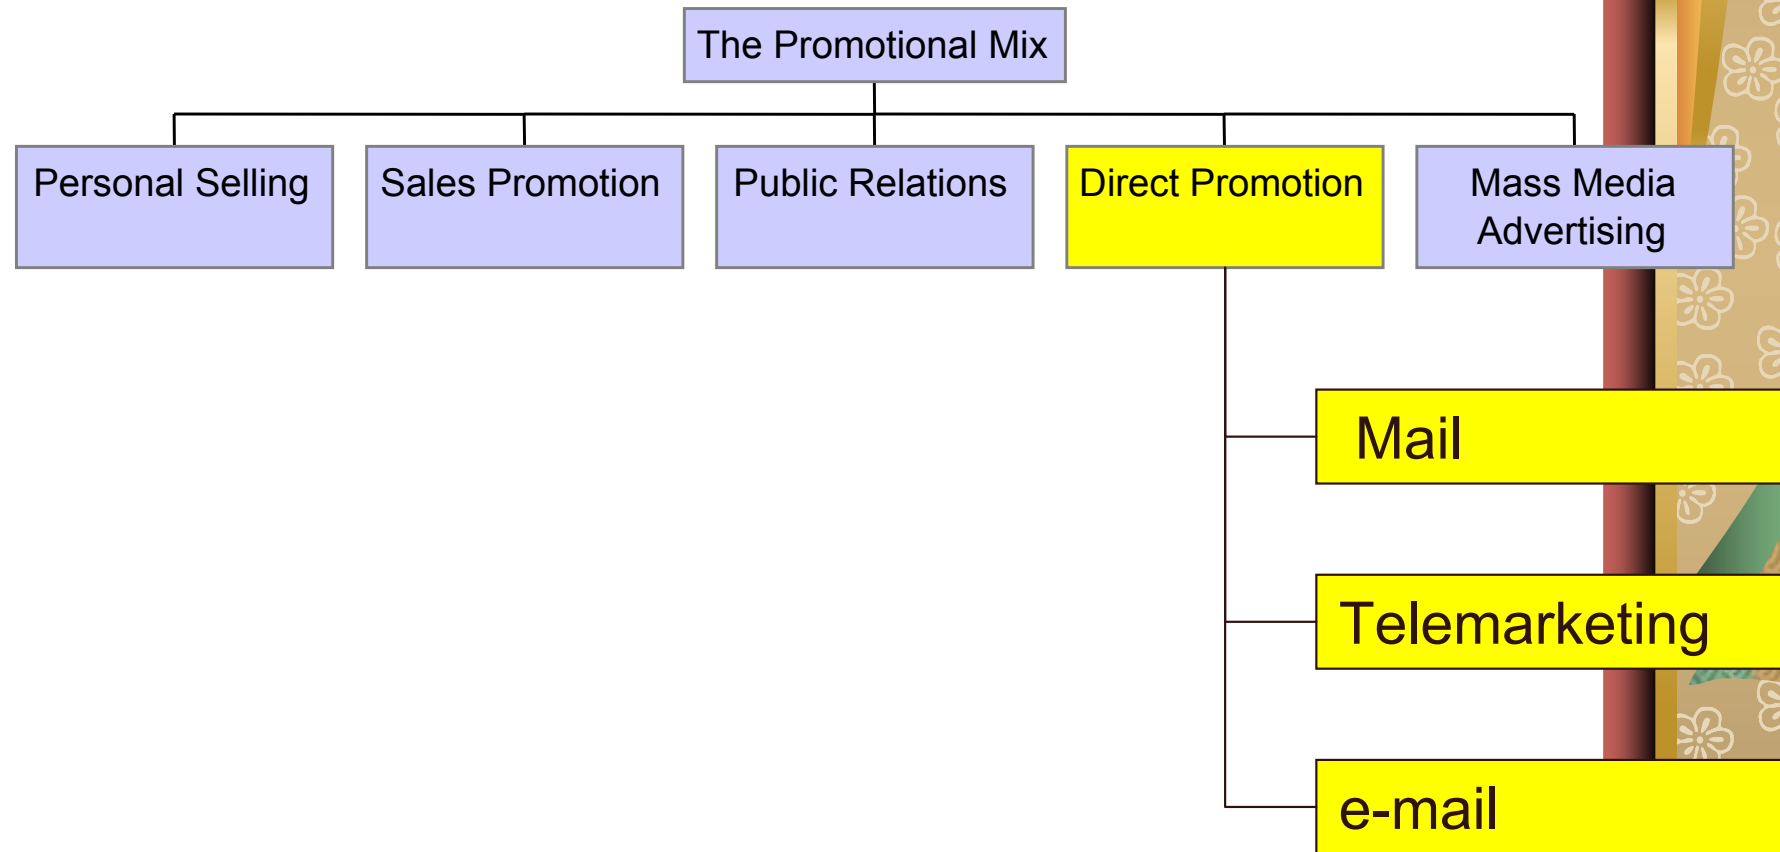 The Promotional Mix
Personal Selling
Sales Promotion
Public Relations
Direct Promotion
Mass Media
Advertising
Mail
Telemarketing
e-mail